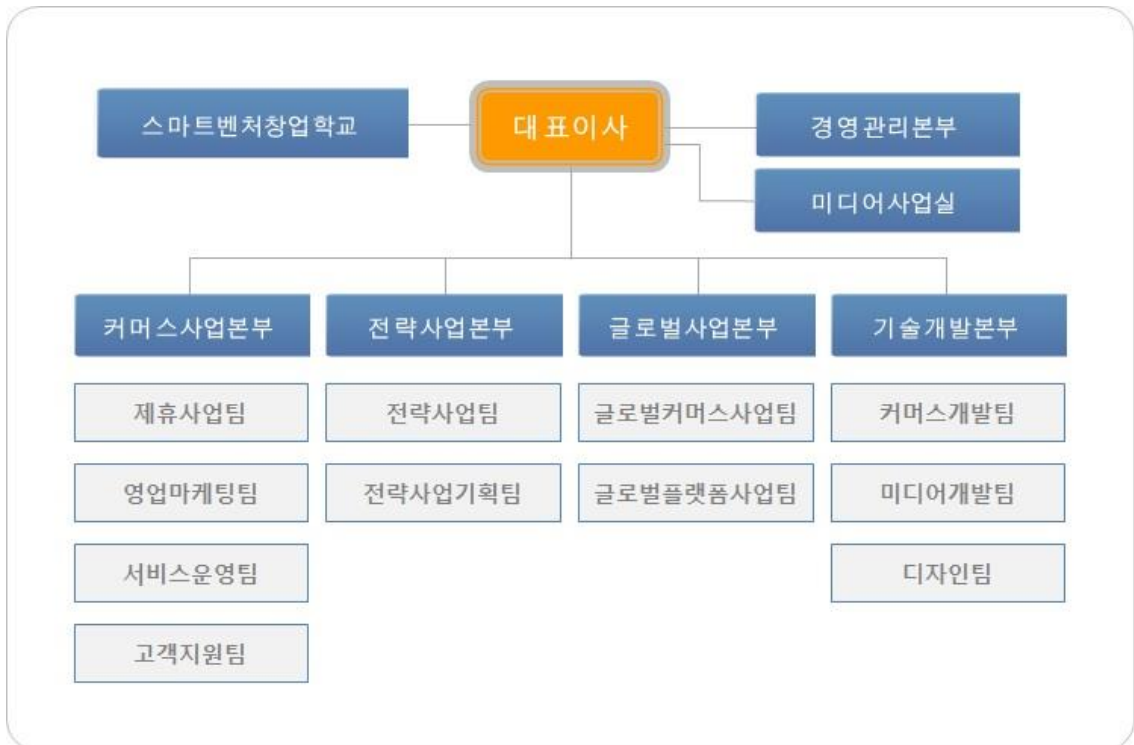 스마트벤처창업학교
대표이사
경영관리본부
미디어사업실
커머스사업본부
전략사업본부
글로벌사업본부
기술개발본부
제휴사업팀
전략사업팀
글로벌커머스사업팀
커머스개발팀
영업마케팅팀
전략사업기획팀
글로벌플랫폼사업팀
미디어개발팀
서비스운영팀
디자인팀
고객지원팀